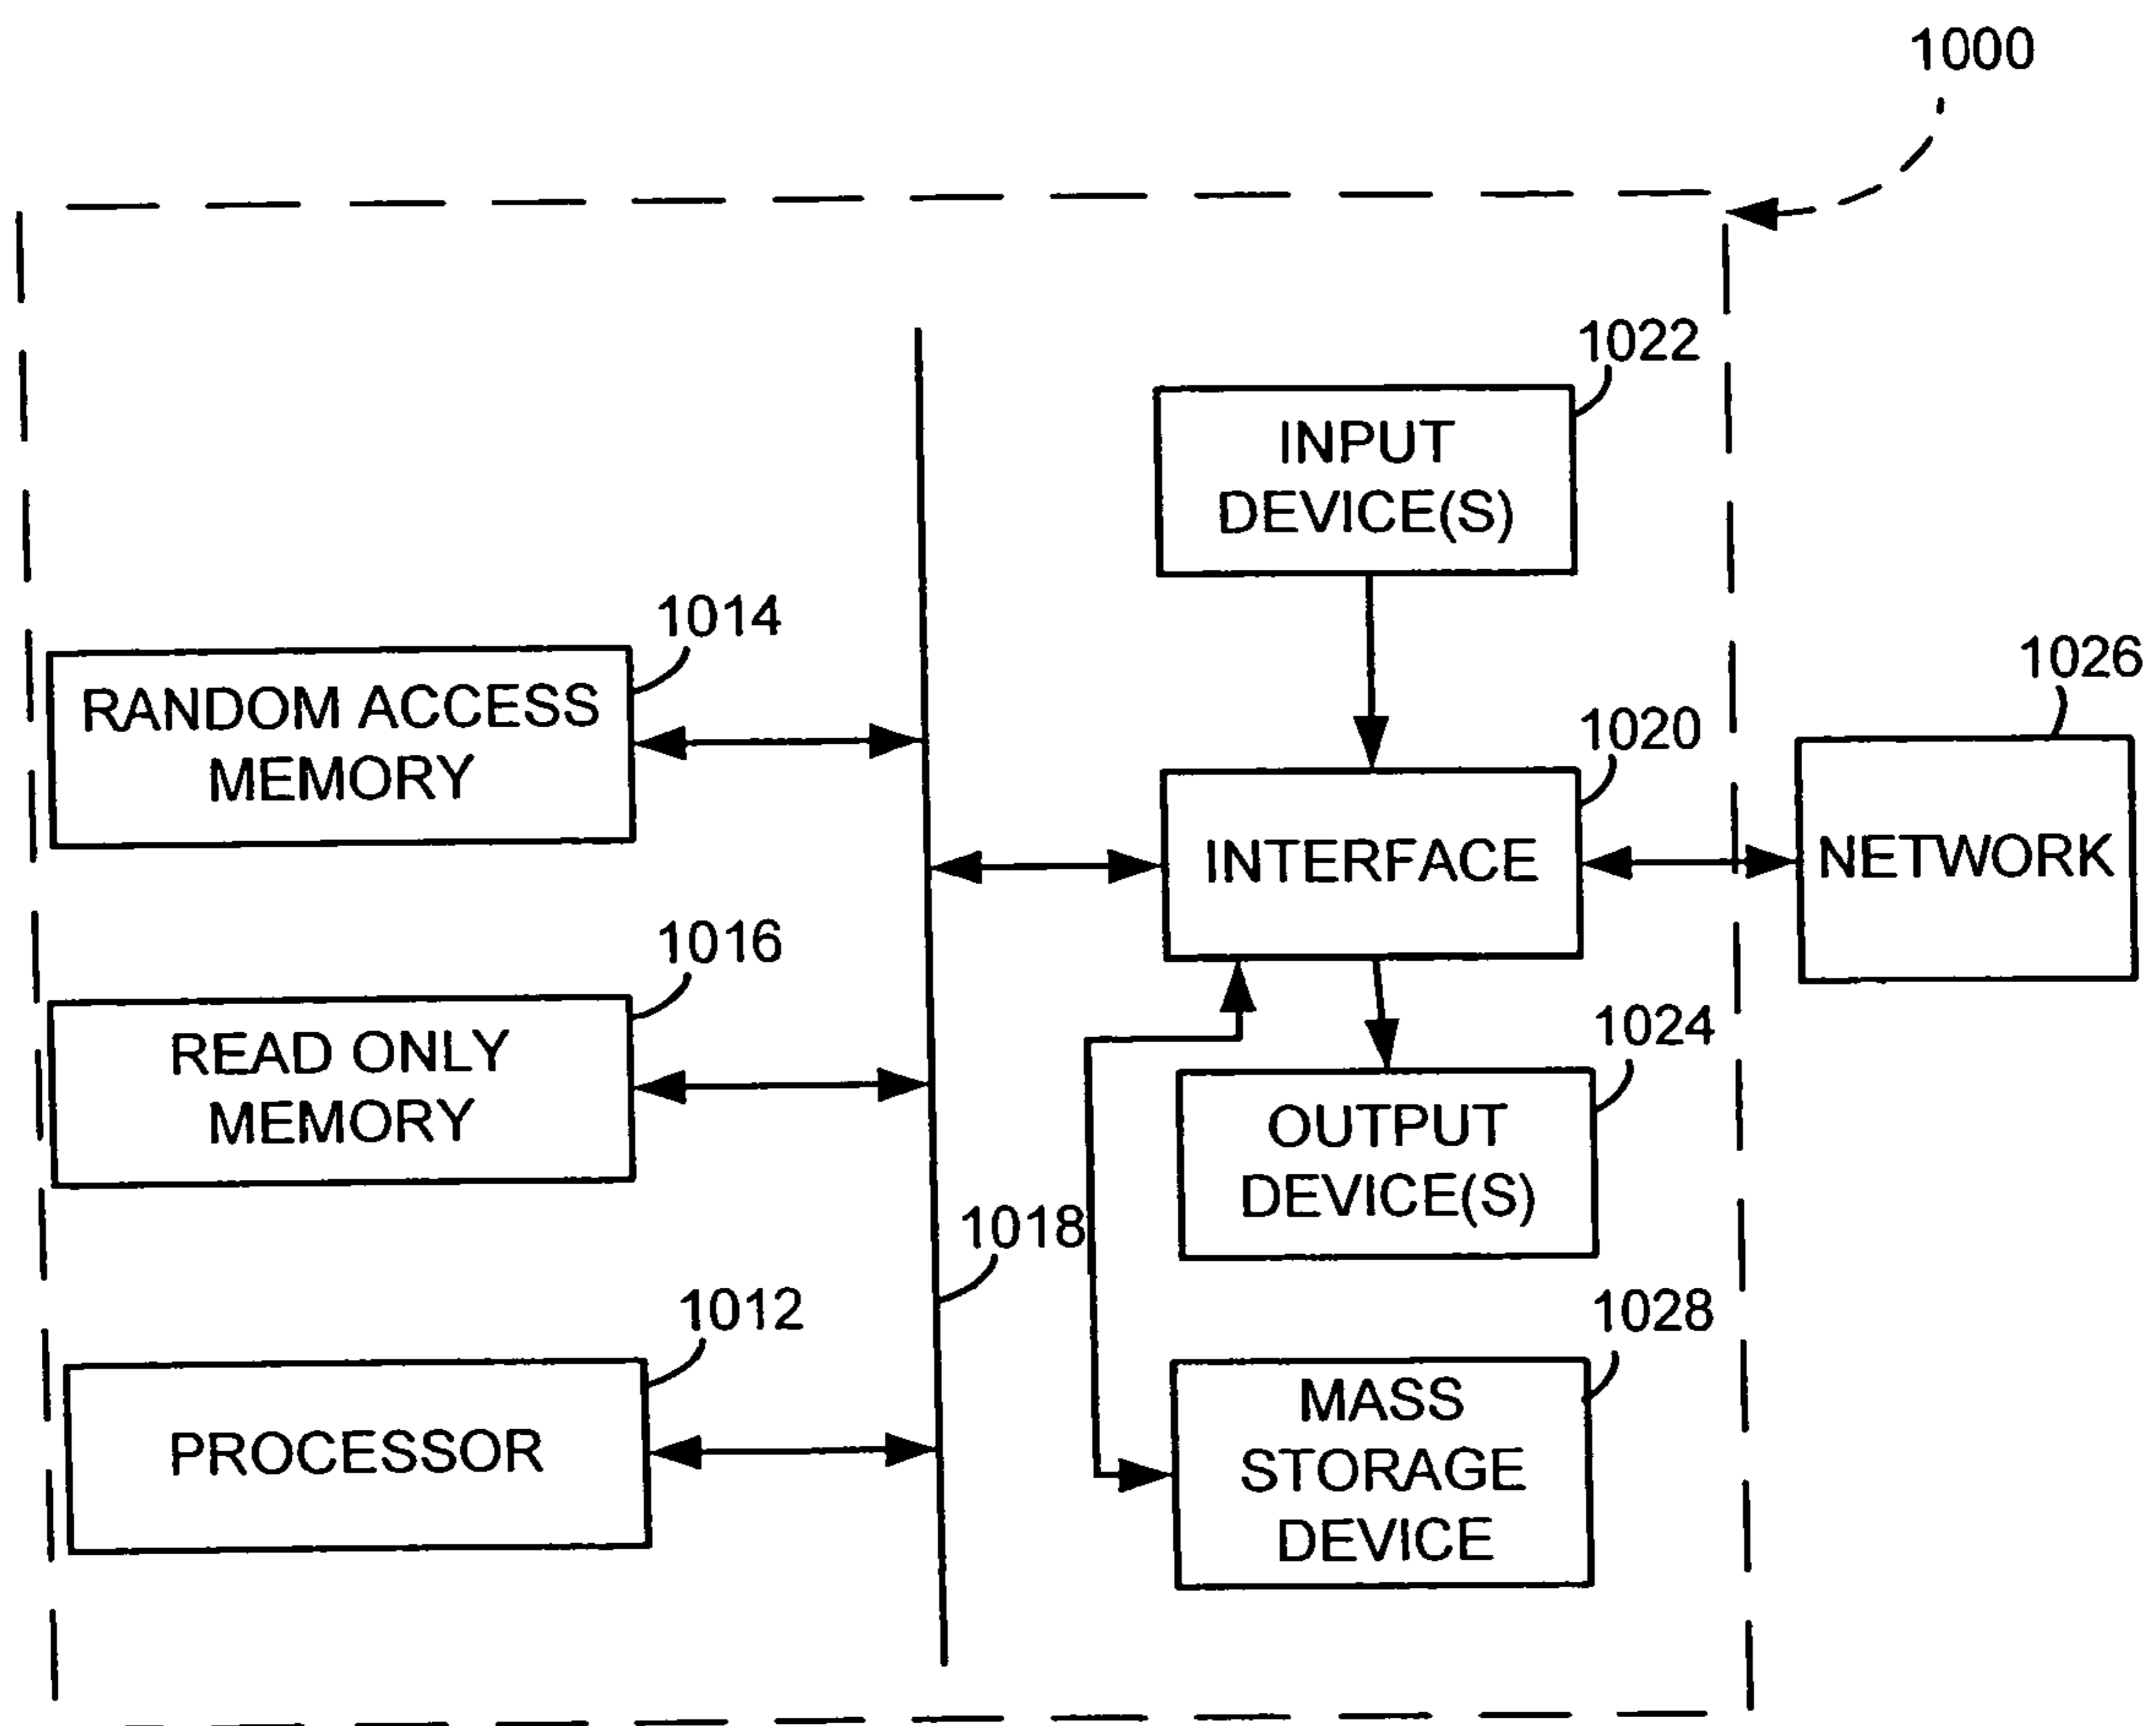 1000
1022
INPUT
DEVICE(S)
1014
RANDOM ACCESS
MEMORY
1026
1020
INTERFACE
NETWORK
1016
READ ONLY
MEMORY
1024
OUTPUT
DEVICE(S)
1018
1012
PROCESSOR
1028
MASS
STORAGE
DEVICE